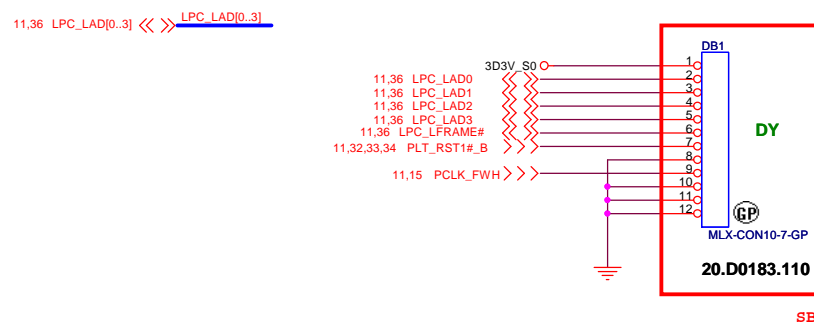 11,36 LPC_LAD[0..3] LPC_LAD[0..3]
DB1
3D3V_S0 1
11,36 LPC_LAD0 2
11,36 LPC_LAD1 3
11,36 LPC_LAD2 4
11,36 LPC_LAD3 5
11,36 LPC_LFRAME# 6
11,32,33,34 PLT_RST1#_B 7
8
11,15 PCLK_FWH 9
10
11
12
DY
GP
MLX-CON10-7-GP
20.D0183.110
SB